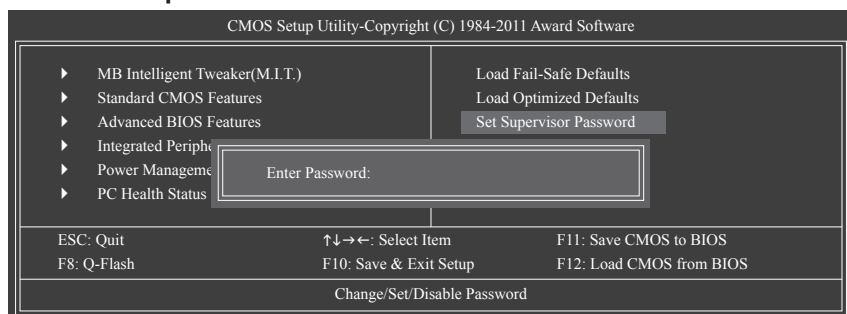 CMOS Setup Utility-Copyright (C) 1984-2011 Award Software
MB Intelligent Tweaker(M.I.T.)
Standard CMOS Features
Advanced BIOS Features
Integrated Periphe
Power Manageme
PC Health Status
Load Fail-Safe Defaults
Load Optimized Defaults
Set Supervisor Password
Enter Password:
ESC: Quit ↑↓→←: Select Item F11: Save CMOS to BIOS
F8: Q-Flash F10: Save & Exit Setup F12: Load CMOS from BIOS
Change/Set/Disable Password